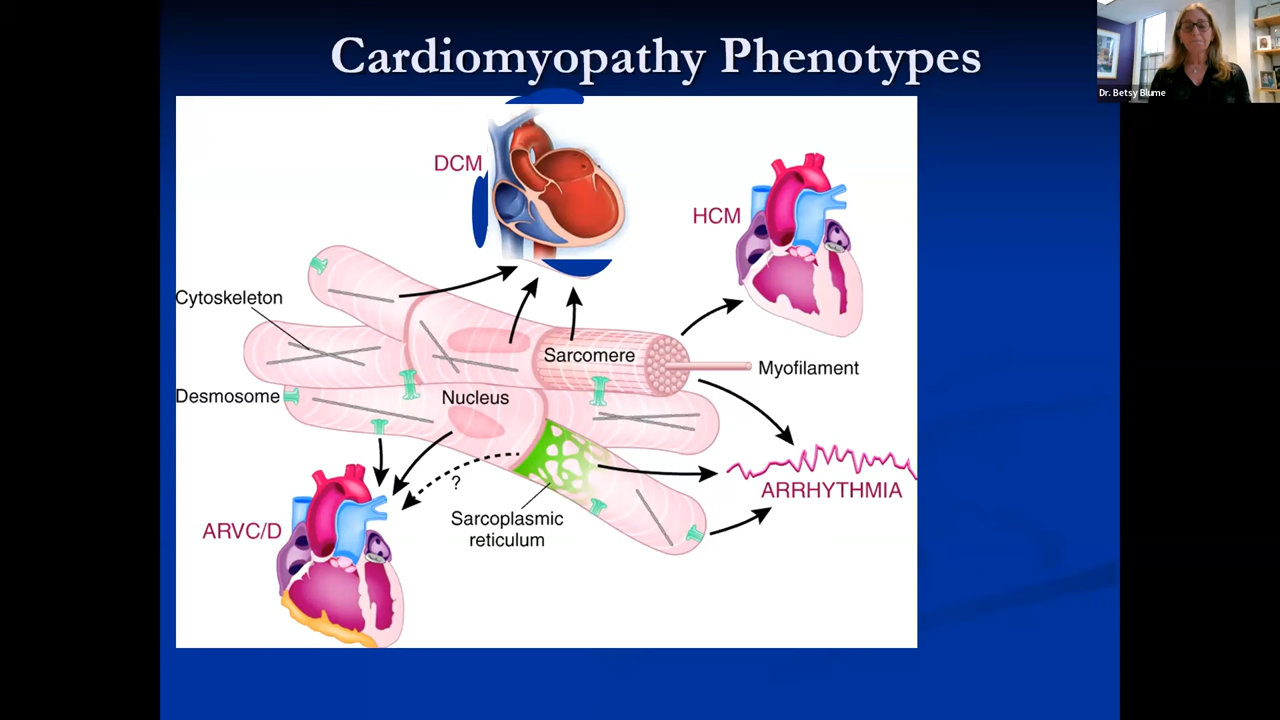 Cardiomyopathy Phenotypes
Dr. Betsy Blume
DCM
HCM
Cytoskeleton
Sarcomere
Myofilament
Desmosome
Nucleus
?
ARRHYTHMIA
Sarcoplasmic
reticulum
ARVC/D